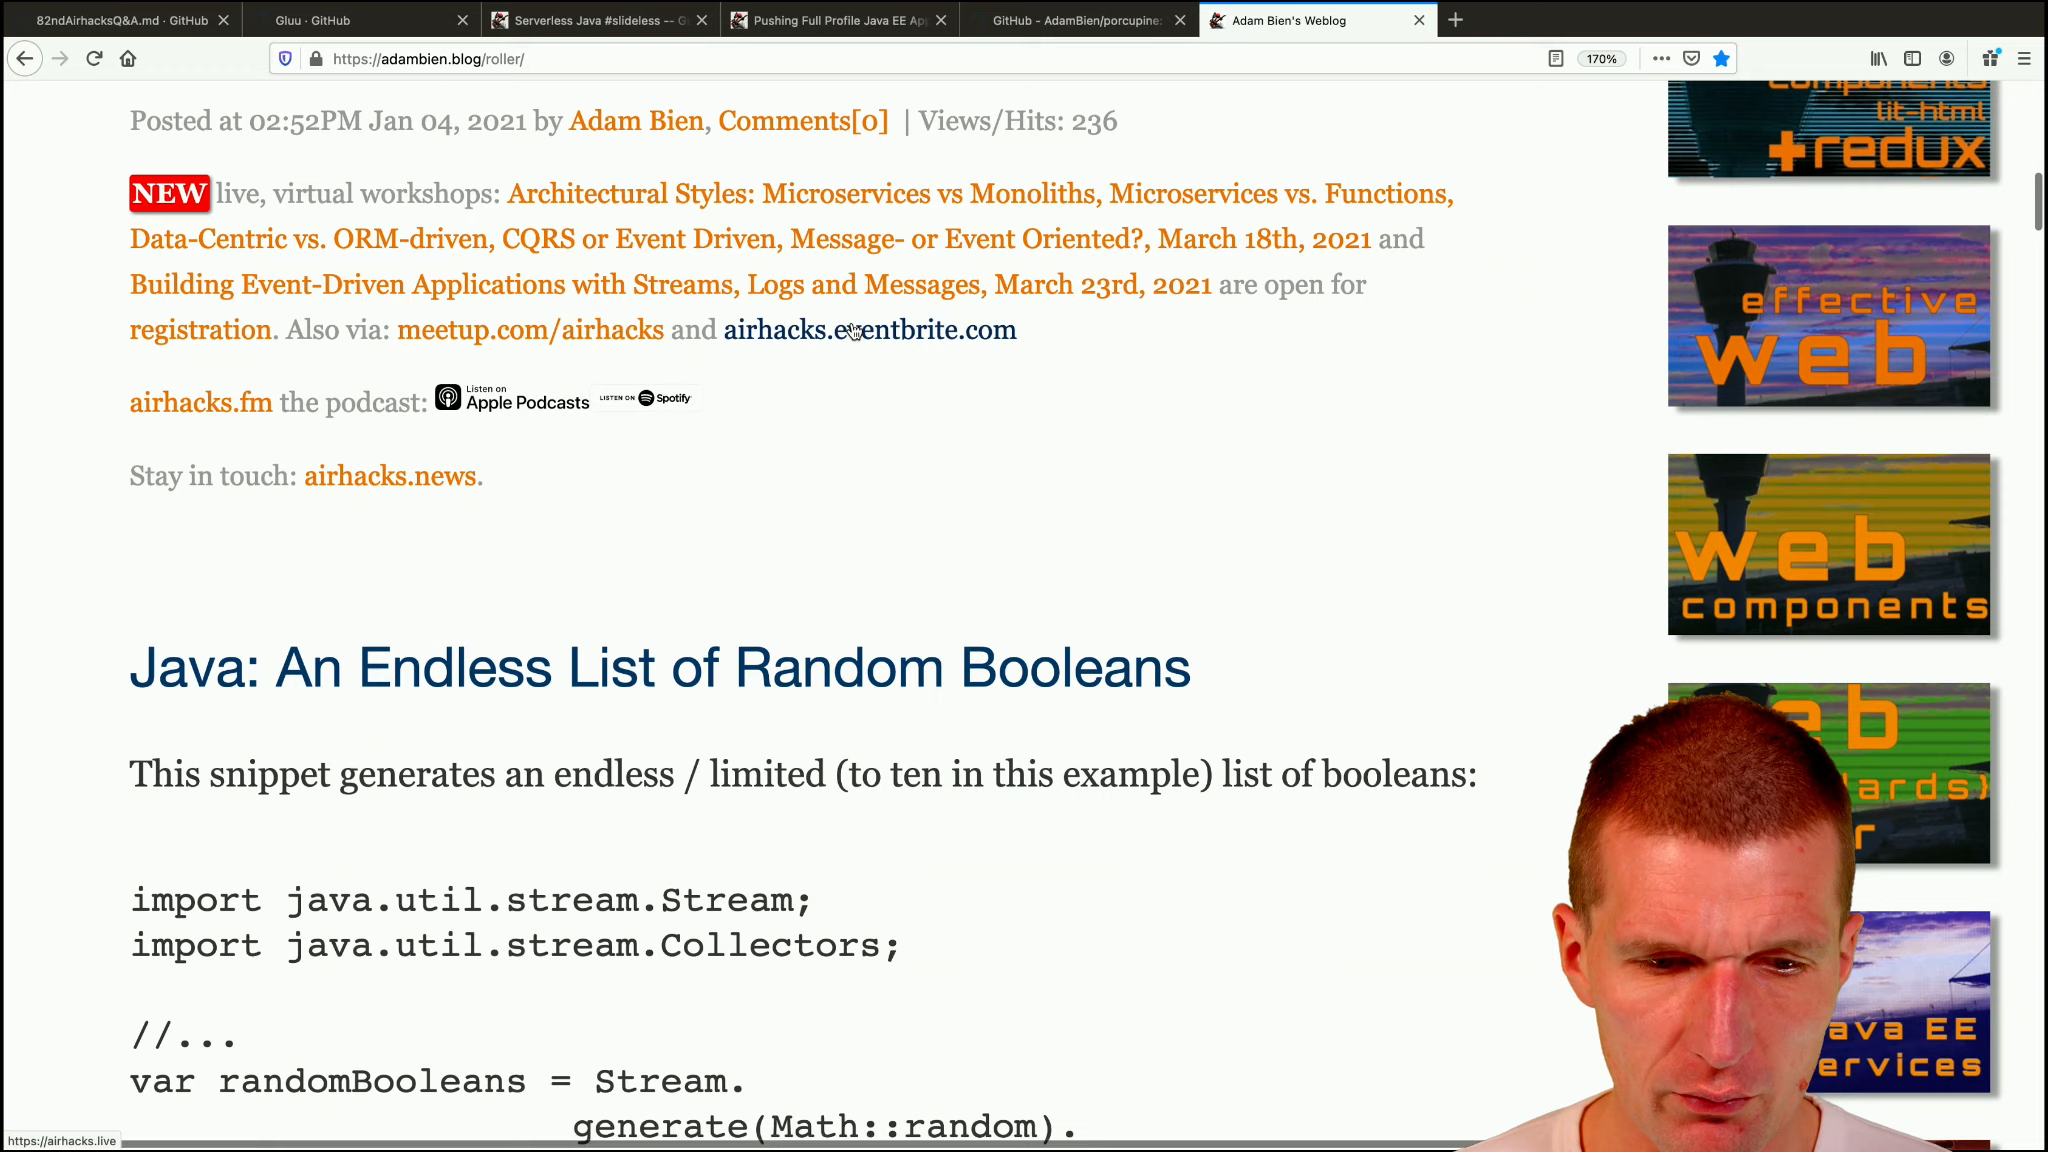 82ndAirhacksQ&A.md · GitHub
Gluu · GitHub
Serverless Java #slideless -- G
Pushing Full Profile Java EE Ap
GitHub - AdamBien/porcupine:
Adam Bien's Weblog
https://adambien.blog/roller/
170%
Posted at 02:52PM Jan 04, 2021 by Adam Bien, Comments[0] | Views/Hits: 236
NEW live, virtual workshops: Architectural Styles: Microservices vs Monoliths, Microservices vs. Functions,
Data-Centric vs. ORM-driven, CQRS or Event Driven, Message- or Event Oriented?, March 18th, 2021 and
Building Event-Driven Applications with Streams, Logs and Messages, March 23rd, 2021 are open for
registration. Also via: meetup.com/airhacks and airhacks.eventbrite.com
airhacks.fm the podcast: Listen on Apple Podcasts LISTEN ON Spotify
Stay in touch: airhacks.news.
Java: An Endless List of Random Booleans
This snippet generates an endless / limited (to ten in this example) list of booleans:
import java.util.stream.Stream;
import java.util.stream.Collectors;
//...
var randomBooleans = Stream.
generate(Math::random).
https://airhacks.live
components
lit-html
+redux
effective
web
web
components
eb
ards)
r
ava EE
ervices